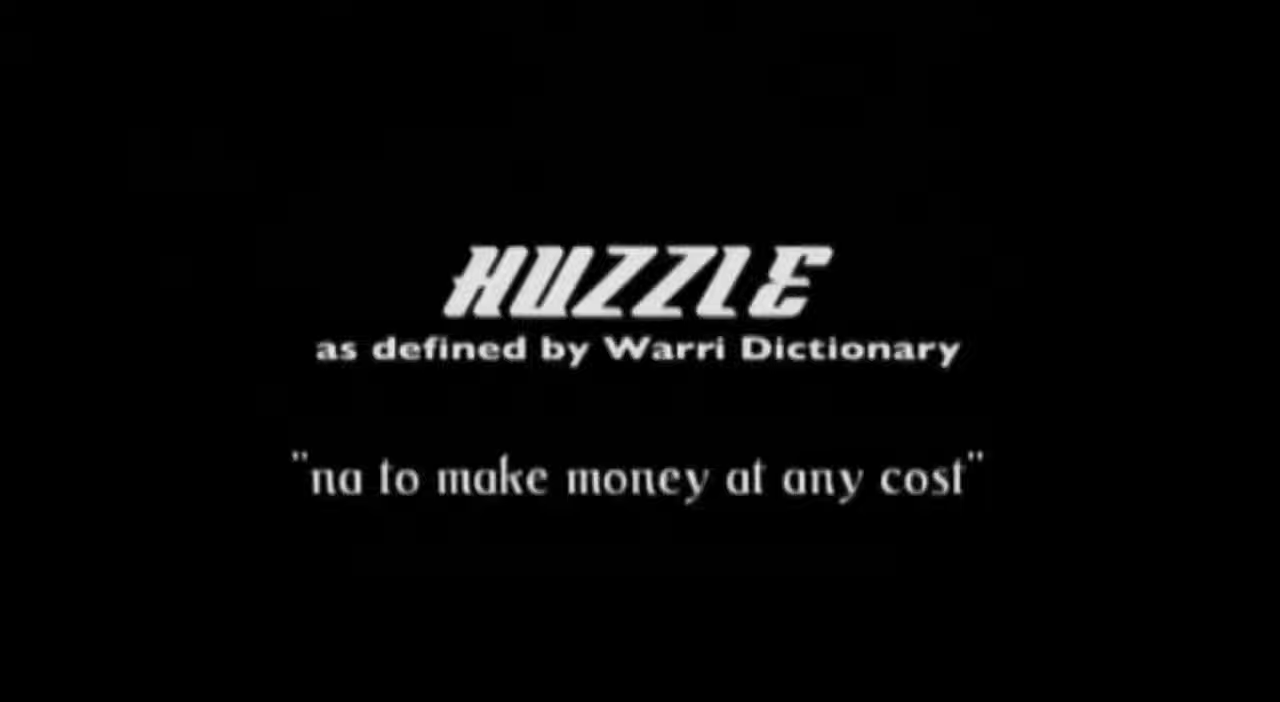 HUZZLE
as defined by Warri Dictionary
"na to make money at any cost"